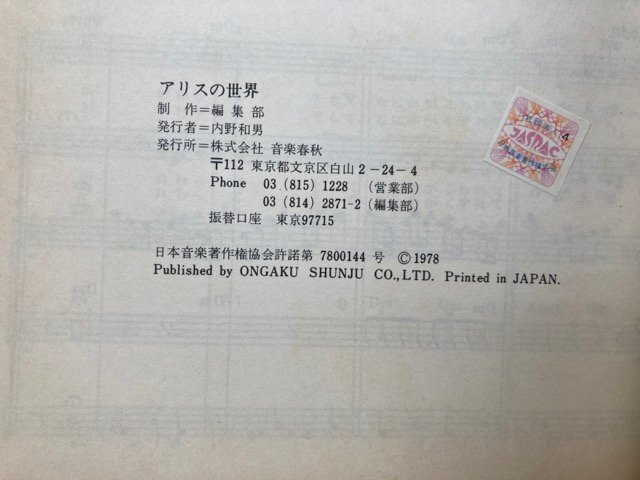 アリスの世界
制 作＝編 集 部
発行者＝内野和男
発行所＝株式会社 音楽春秋
〒112 東京都文京区白山 2－24－4
Phone 03 (815) 1228 (営業部)
03 (814) 2871-2 (編集部)
振替口座 東京97715
日本音楽著作権協会許諾第 7800144 号 Ⓒ1978
Published by ONGAKU SHUNJU CO.,LTD. Printed in JAPAN.
4
JASRAC